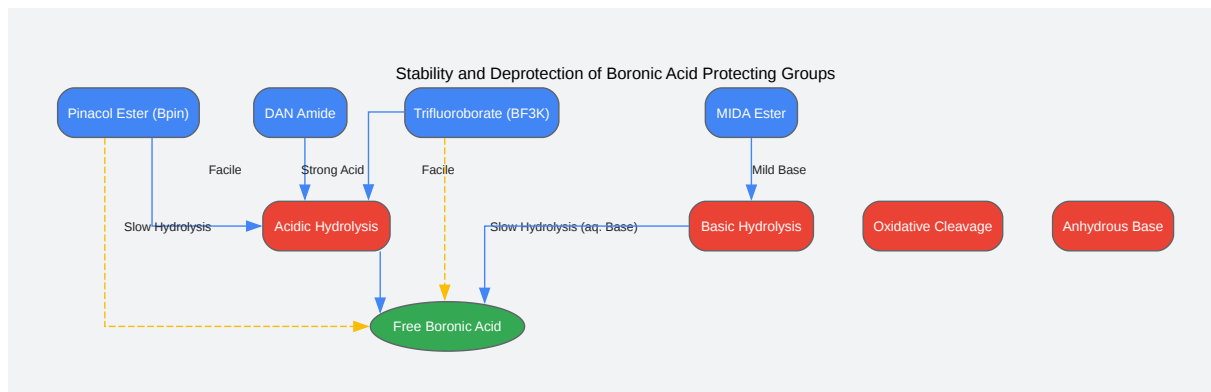 Stability and Deprotection of Boronic Acid Protecting Groups
Pinacol Ester (Bpin)
DAN Amide
Trifluoroborate (BF3K)
MIDA Ester
Facile
Strong Acid
Facile
Mild Base
Slow Hydrolysis
Acidic Hydrolysis
Slow Hydrolysis (aq. Base)
Basic Hydrolysis
Oxidative Cleavage
Anhydrous Base
Free Boronic Acid